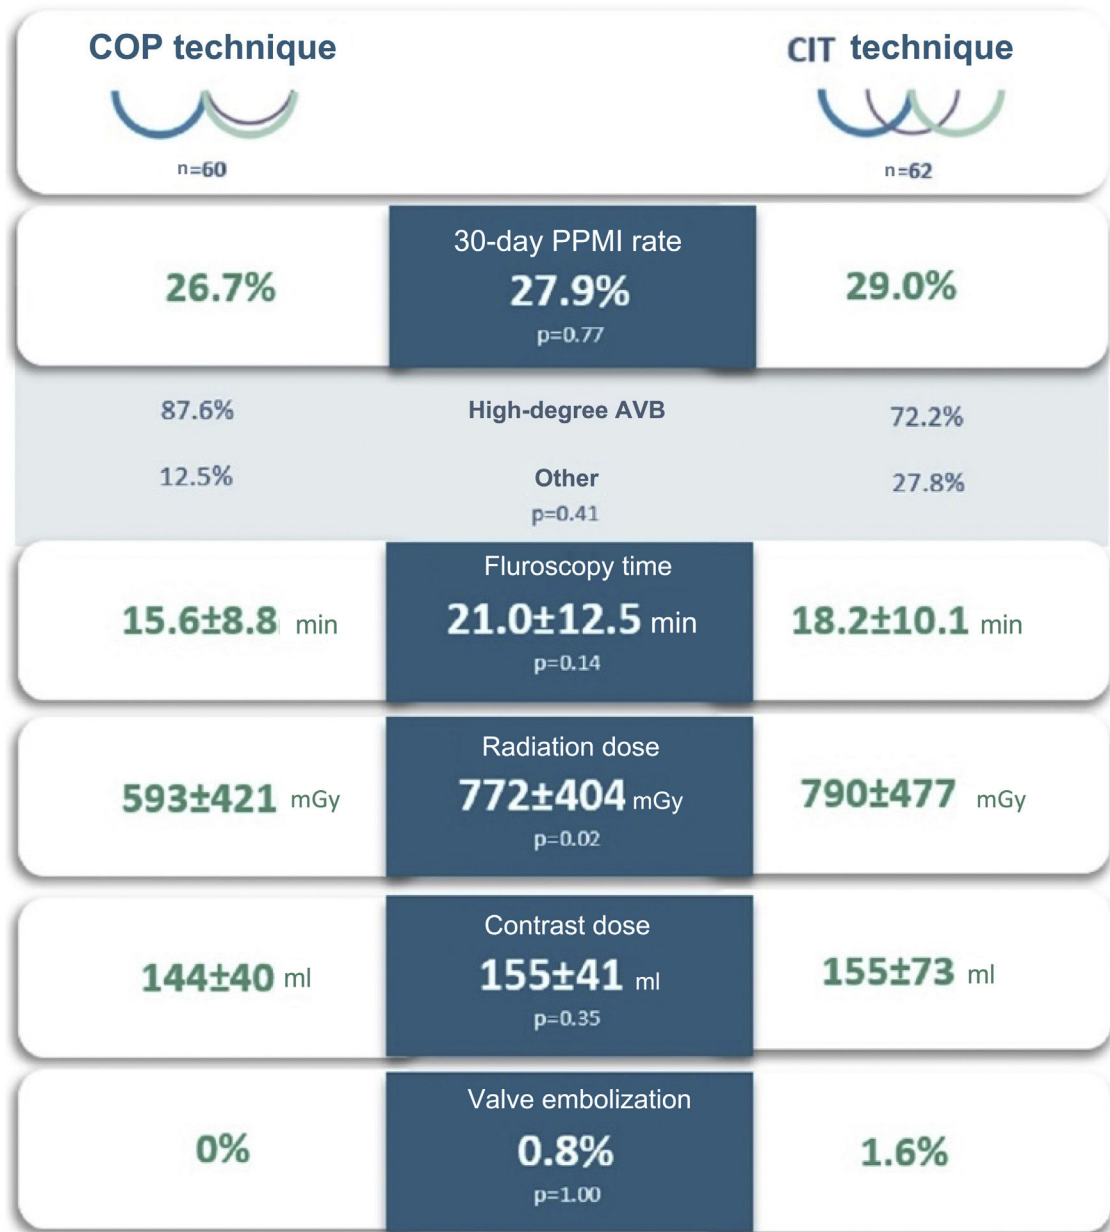 COP technique
CIT technique
n=60
n=62
30-day PPMI rate
26.7%
27.9%
29.0%
p=0.77
87.6%
High-degree AVB
72.2%
12.5%
Other
27.8%
p=0.41
Fluroscopy time
15.6±8.8 min
21.0±12.5 min
18.2±10.1 min
p=0.14
Radiation dose
593±421 mGy
772±404 mGy
790±477 mGy
p=0.02
Contrast dose
144±40 ml
155±41 ml
155±73 ml
p=0.35
Valve embolization
0%
0.8%
1.6%
p=1.00